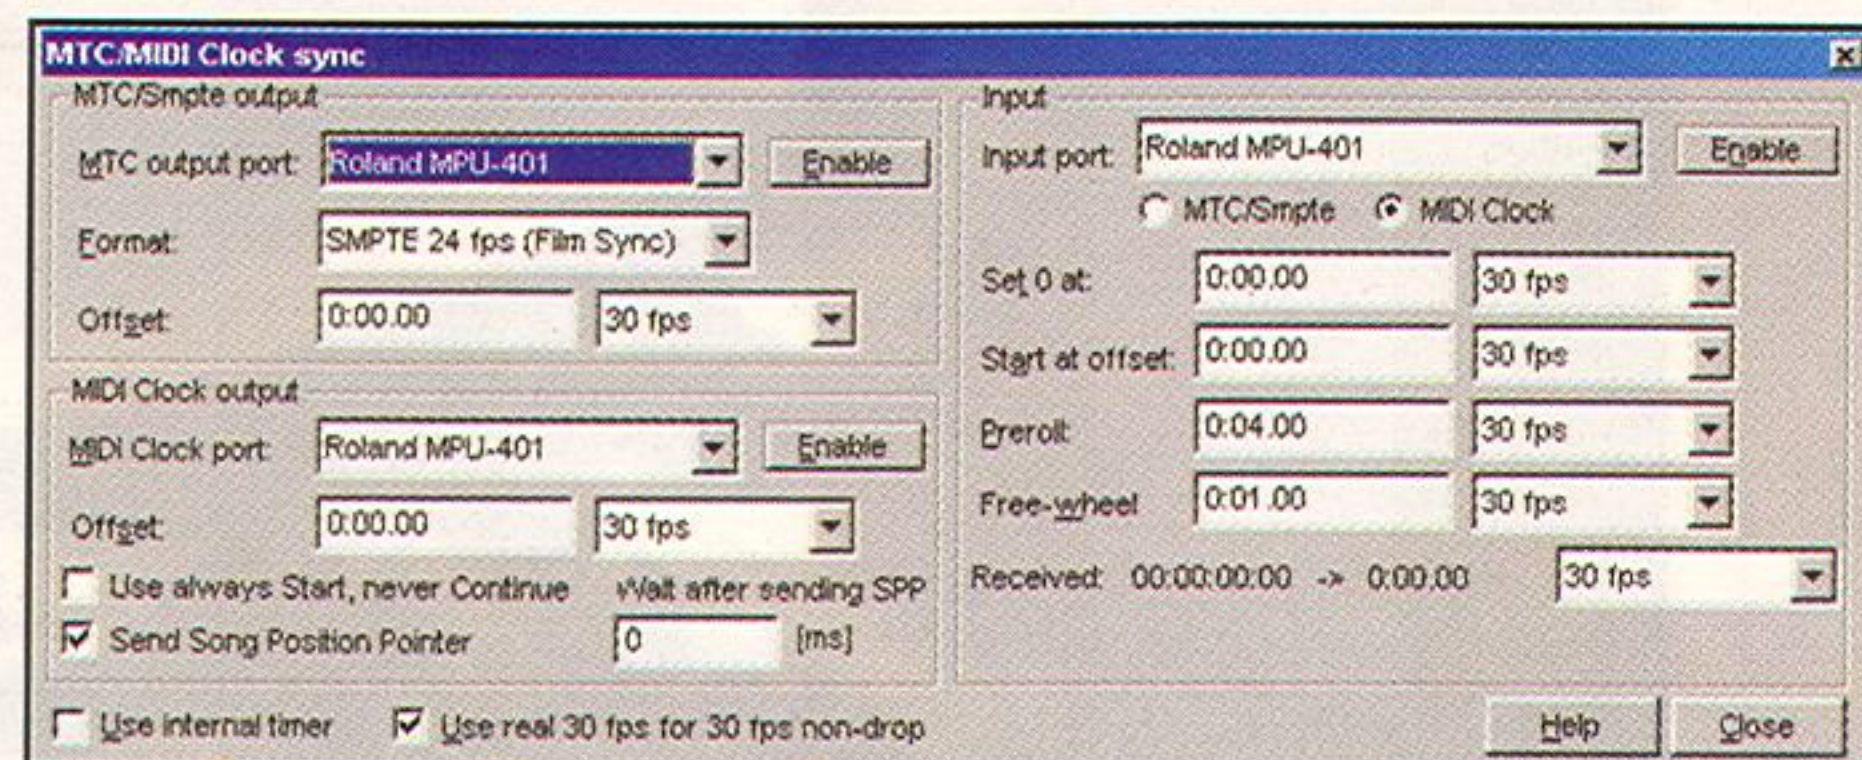 MTC/MIDI Clock sync
MTC/Smpte output
MTC output port: Roland MPU-401 Enable
Format: SMPTE 24 fps (Film Sync)
Offset: 0:00.00 30 fps
MIDI Clock output
MIDI Clock port: Roland MPU-401 Enable
Offset: 0:00.00 30 fps
Use always Start, never Continue Wait after sending SPP
Send Song Position Pointer 0 [ms]
Use internal timer Use real 30 fps for 30 fps non-drop
Input
Input port: Roland MPU-401 Enable
MTC/Smpte MIDI Clock
Set 0 at: 0:00.00 30 fps
Start at offset: 0:00.00 30 fps
Preroll: 0:04.00 30 fps
Free-wheel 0:01.00 30 fps
Received: 00:00:00:00 -> 0:00.00 30 fps
Help Close